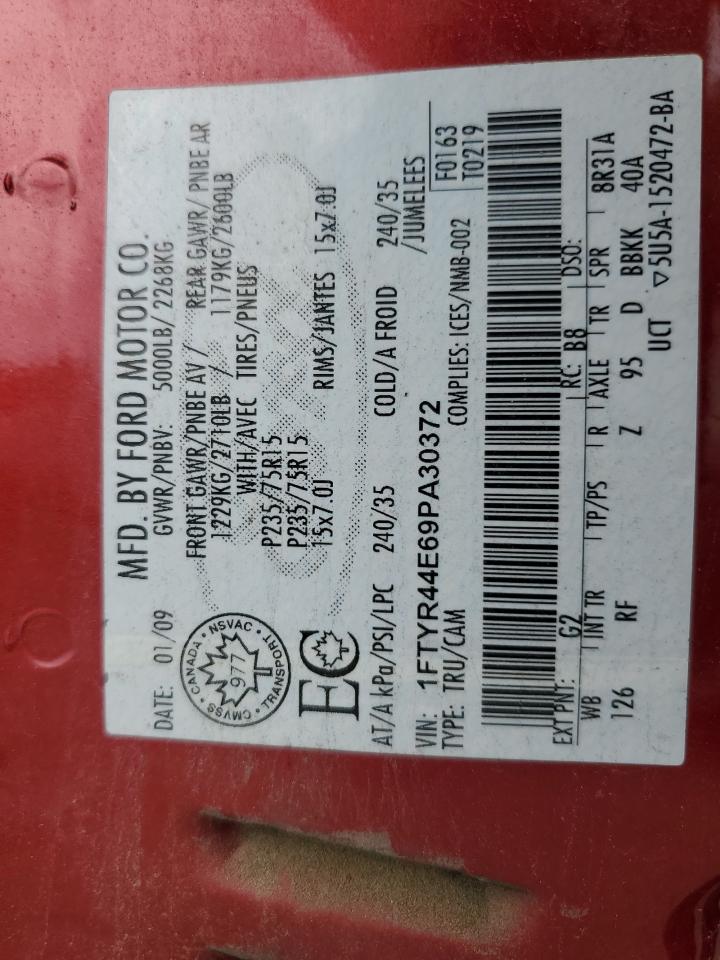 MFD. BY FORD MOTOR CO.
DATE: 01/09 GVWR/PNBV: 5000LB/ 2268KG
FRONT GAWR/PNBE AV / REAR GAWR/ PNBE AR
1229KG/2710LB / 1179KG/2600LB
WITH/AVEC TIRES/PNEUS
P235/75R15
P235/75R15
15x7.0J RIMS/JANTES 15x7.0J
CMVSS • CANADA • NSVAC • TRANSPORT
977
EC
AT/A kPa/PSI/LPC 240/35 COLD/A FROID 240/35
/JUMELEES
VIN: 1FTYR44E69PA30372
F0163
TYPE: TRU/CAM COMPLIES: ICES/NMB-002 T0219
EXT PNT: G2 RC: B8 DSO:
WB INT TR TP/PS R AXLE TR SPR 8R31A
126 RF Z 95 D BBKK 40A
UCT ▽5U5A-1520472-BA